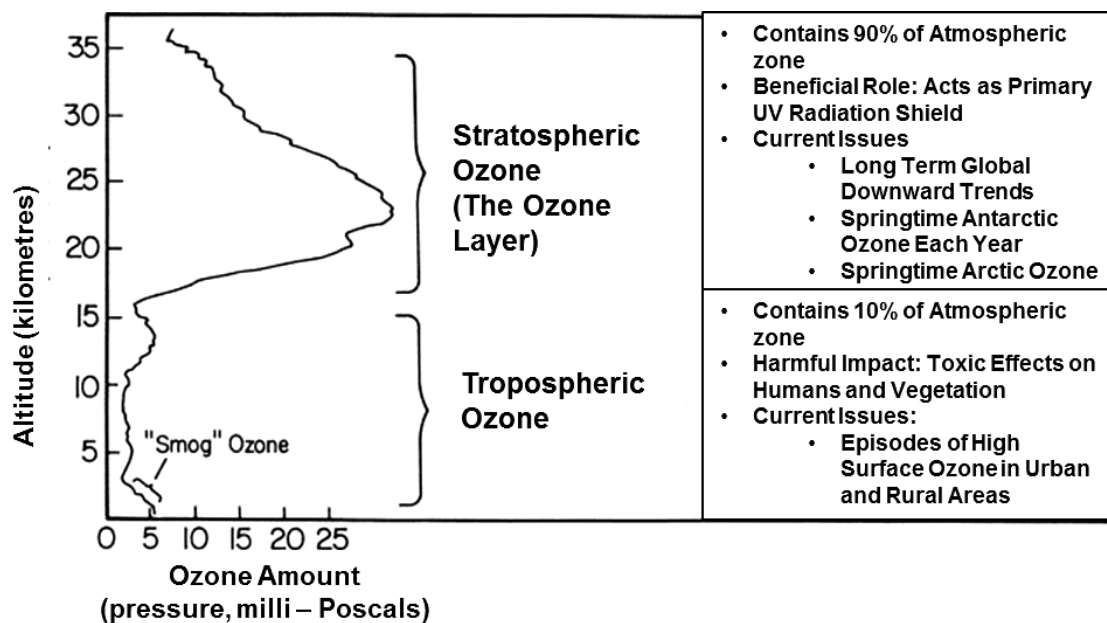 35
30
25
20
15
10
5
0
5
10
15
20
25
Altitude (kilometres)
Ozone Amount
(pressure, milli – Poscals)
"Smog" Ozone
Stratospheric
Ozone
(The Ozone
Layer)
Tropospheric
Ozone
• Contains 90% of Atmospheric
zone
• Beneficial Role: Acts as Primary
UV Radiation Shield
• Current Issues
• Long Term Global
Downward Trends
• Springtime Antarctic
Ozone Each Year
• Springtime Arctic Ozone
• Contains 10% of Atmospheric
zone
• Harmful Impact: Toxic Effects on
Humans and Vegetation
• Current Issues:
• Episodes of High
Surface Ozone in Urban
and Rural Areas